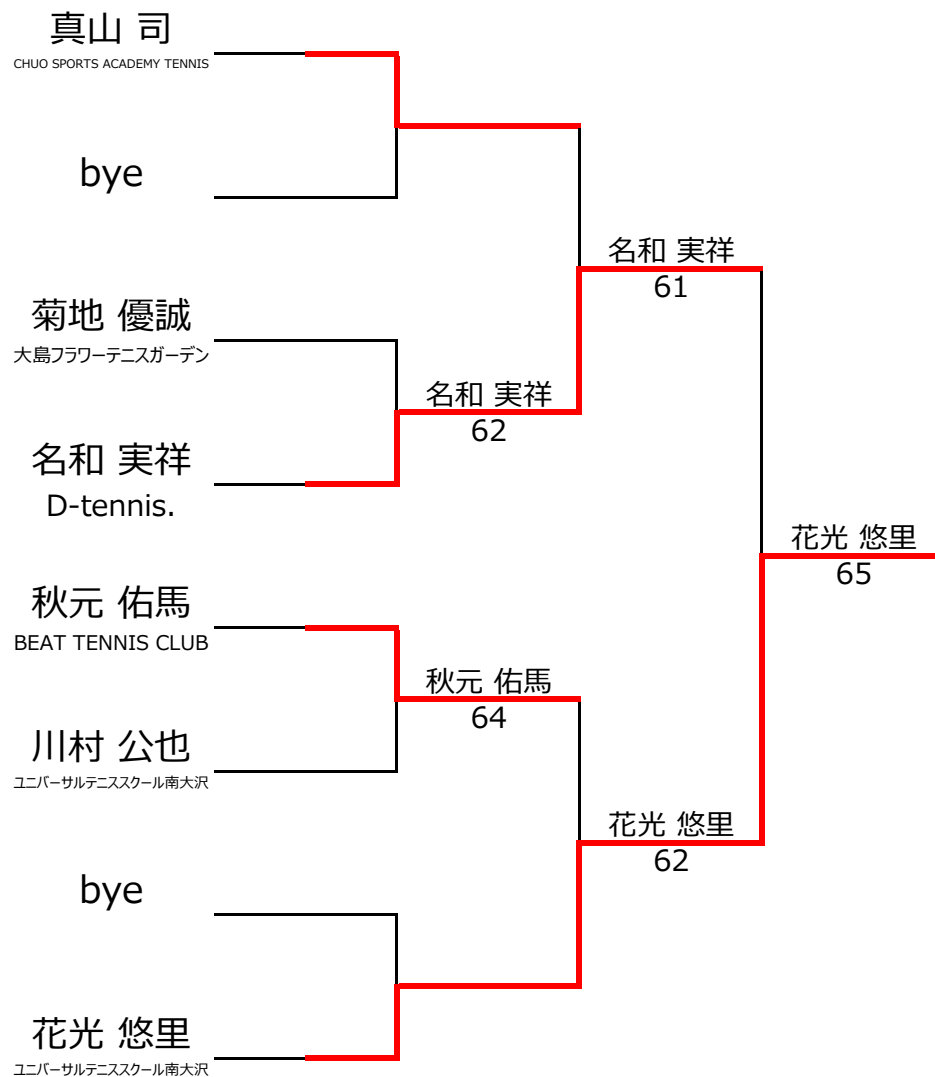 真山 司
CHUO SPORTS ACADEMY TENNIS
bye
菊地 優誠
大島フラワーテニスガーデン
名和 実祥
D-tennis.
秋元 佑馬
BEAT TENNIS CLUB
川村 公也
ユニバーサルテニススクール南大沢
bye
花光 悠里
ユニバーサルテニススクール南大沢
名和 実祥
62
秋元 佑馬
64
名和 実祥
61
花光 悠里
62
花光 悠里
65